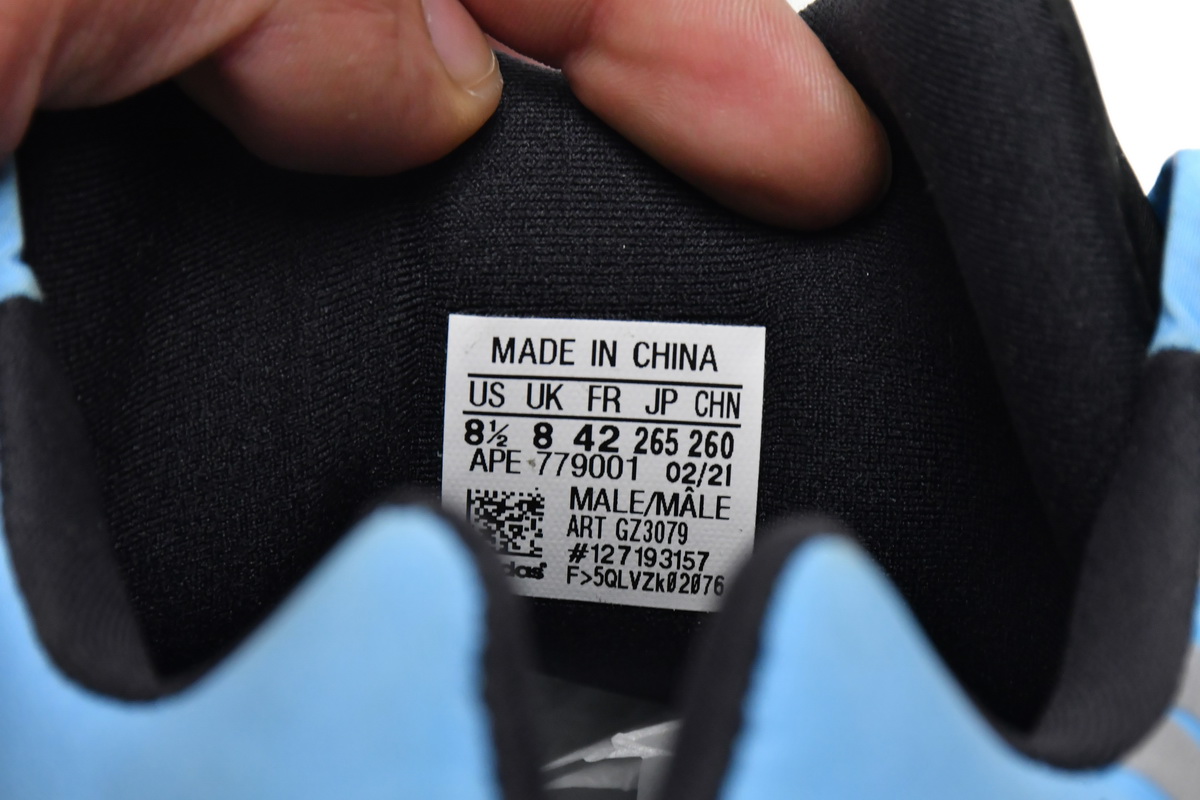 MADE IN CHINA
US UK FR JP CHN
8½ 8 42 265 260
APE 779001 02/21
MALE/MÂLE
ART GZ3079
#127193157
F>5QLVZk02076